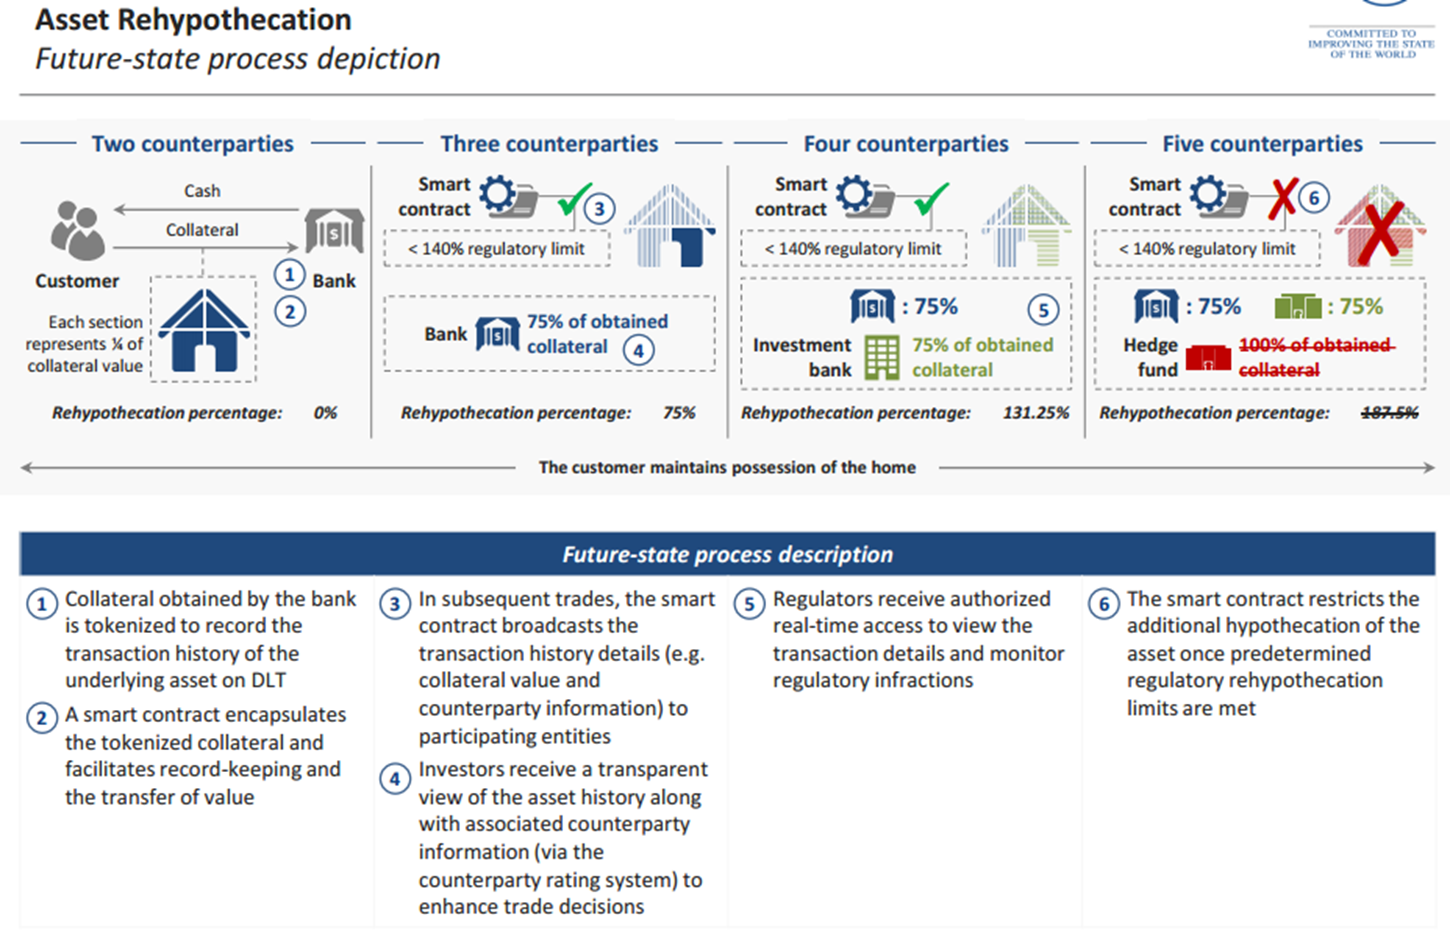 Asset Rehypothecation
Future-state process depiction
COMMITTED TO
IMPROVING THE STATE
OF THE WORLD
Two counterparties
Cash
Collateral
Customer
1
Bank
2
$
Each section
represents ¼ of
collateral value
Rehypothecation percentage: 0%
Three counterparties
Smart
contract
3
< 140% regulatory limit
Bank
$
75% of obtained
collateral
4
Rehypothecation percentage: 75%
Four counterparties
Smart
contract
< 140% regulatory limit
$
: 75%
5
Investment
bank
75% of obtained
collateral
Rehypothecation percentage: 131.25%
Five counterparties
Smart
contract
6
< 140% regulatory limit
$
: 75%
: 75%
Hedge
fund
100% of obtained
collateral
Rehypothecation percentage: 187.5%
The customer maintains possession of the home
Future-state process description
1 Collateral obtained by the bank
is tokenized to record the
transaction history of the
underlying asset on DLT
2 A smart contract encapsulates
the tokenized collateral and
facilitates record-keeping and
the transfer of value
3 In subsequent trades, the smart
contract broadcasts the
transaction history details (e.g.
collateral value and
counterparty information) to
participating entities
4 Investors receive a transparent
view of the asset history along
with associated counterparty
information (via the
counterparty rating system) to
enhance trade decisions
5 Regulators receive authorized
real-time access to view the
transaction details and monitor
regulatory infractions
6 The smart contract restricts the
additional hypothecation of the
asset once predetermined
regulatory rehypothecation
limits are met